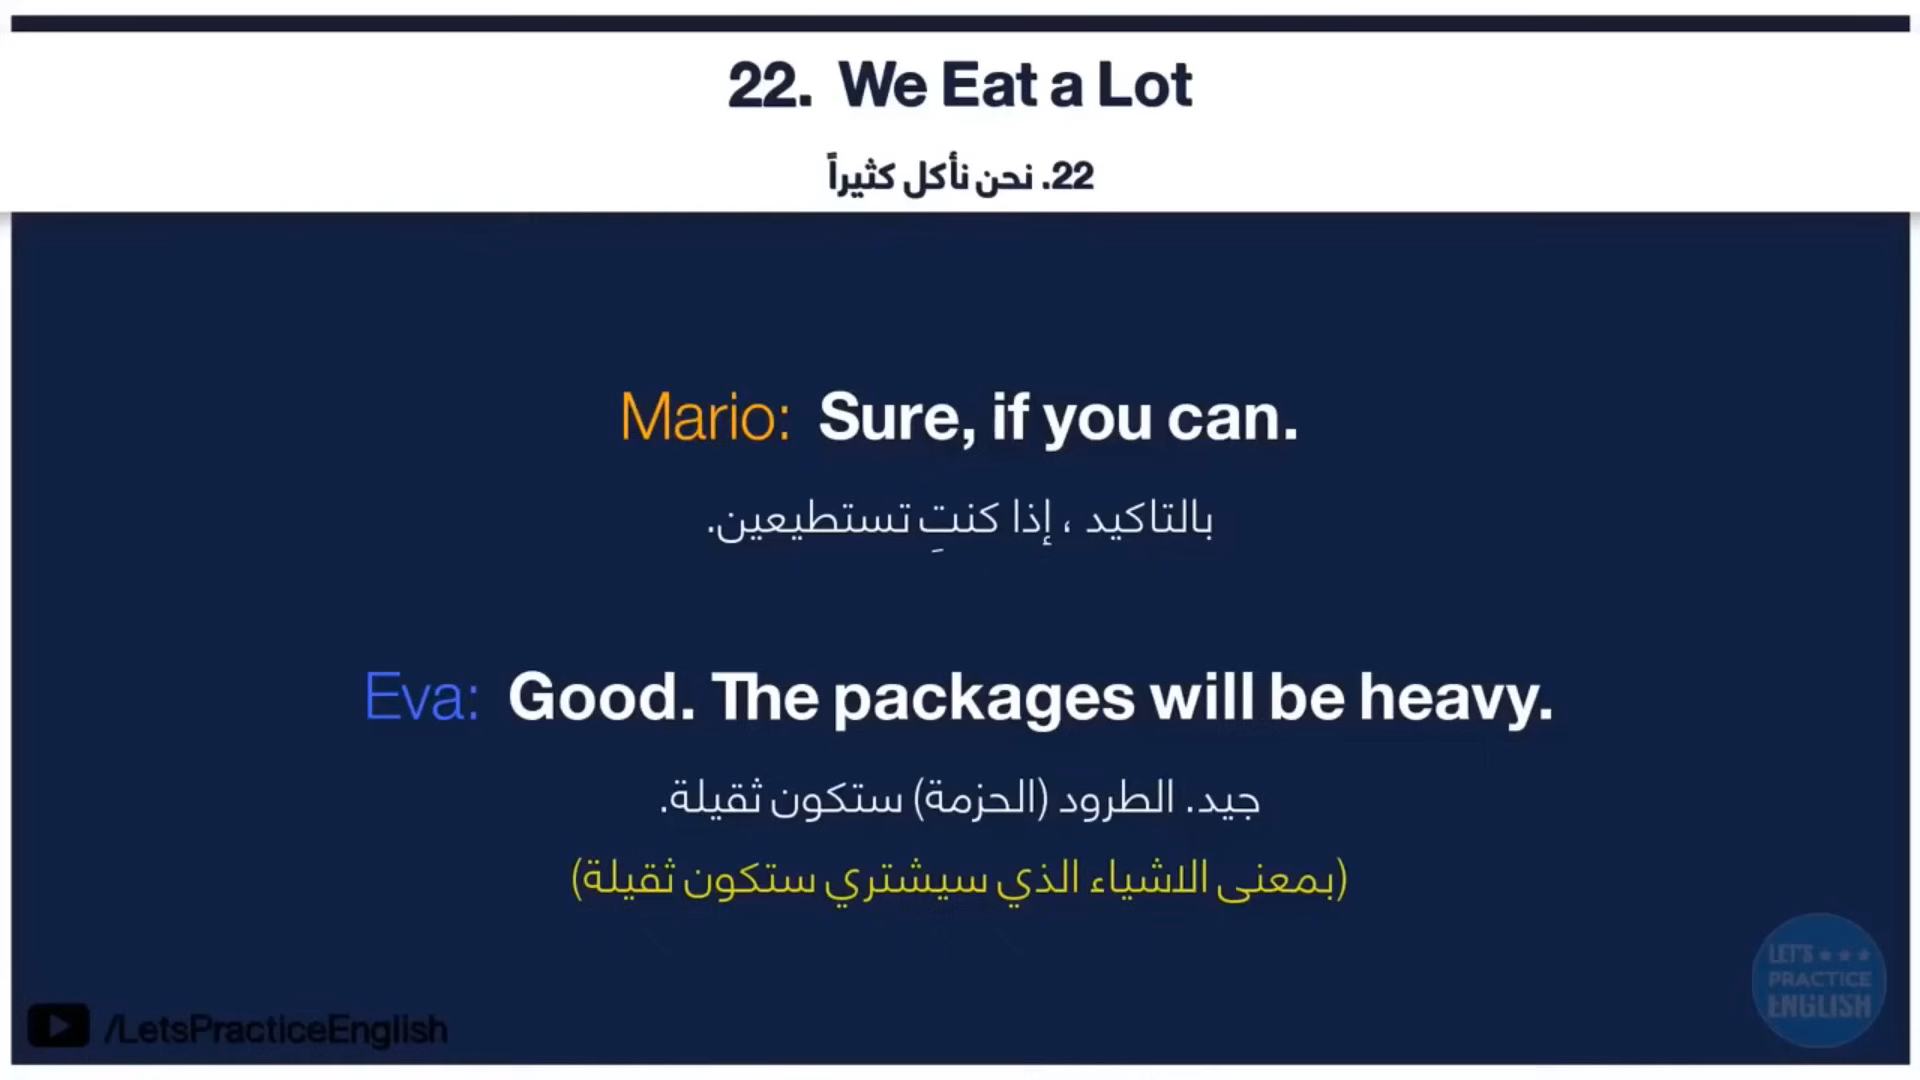 22. We Eat a Lot
22. نحن نأكل كثيراً
Mario: Sure, if you can.
بالتاكيد ، إذا كنتِ تستطيعين.
Eva: Good. The packages will be heavy.
جيد. الطرود (الحزمة) ستكون ثقيلة.
(بمعنى الاشياء الذي سيشتري ستكون ثقيلة)
LET'S
PRACTICE
ENGLISH
/LetsPracticeEnglish